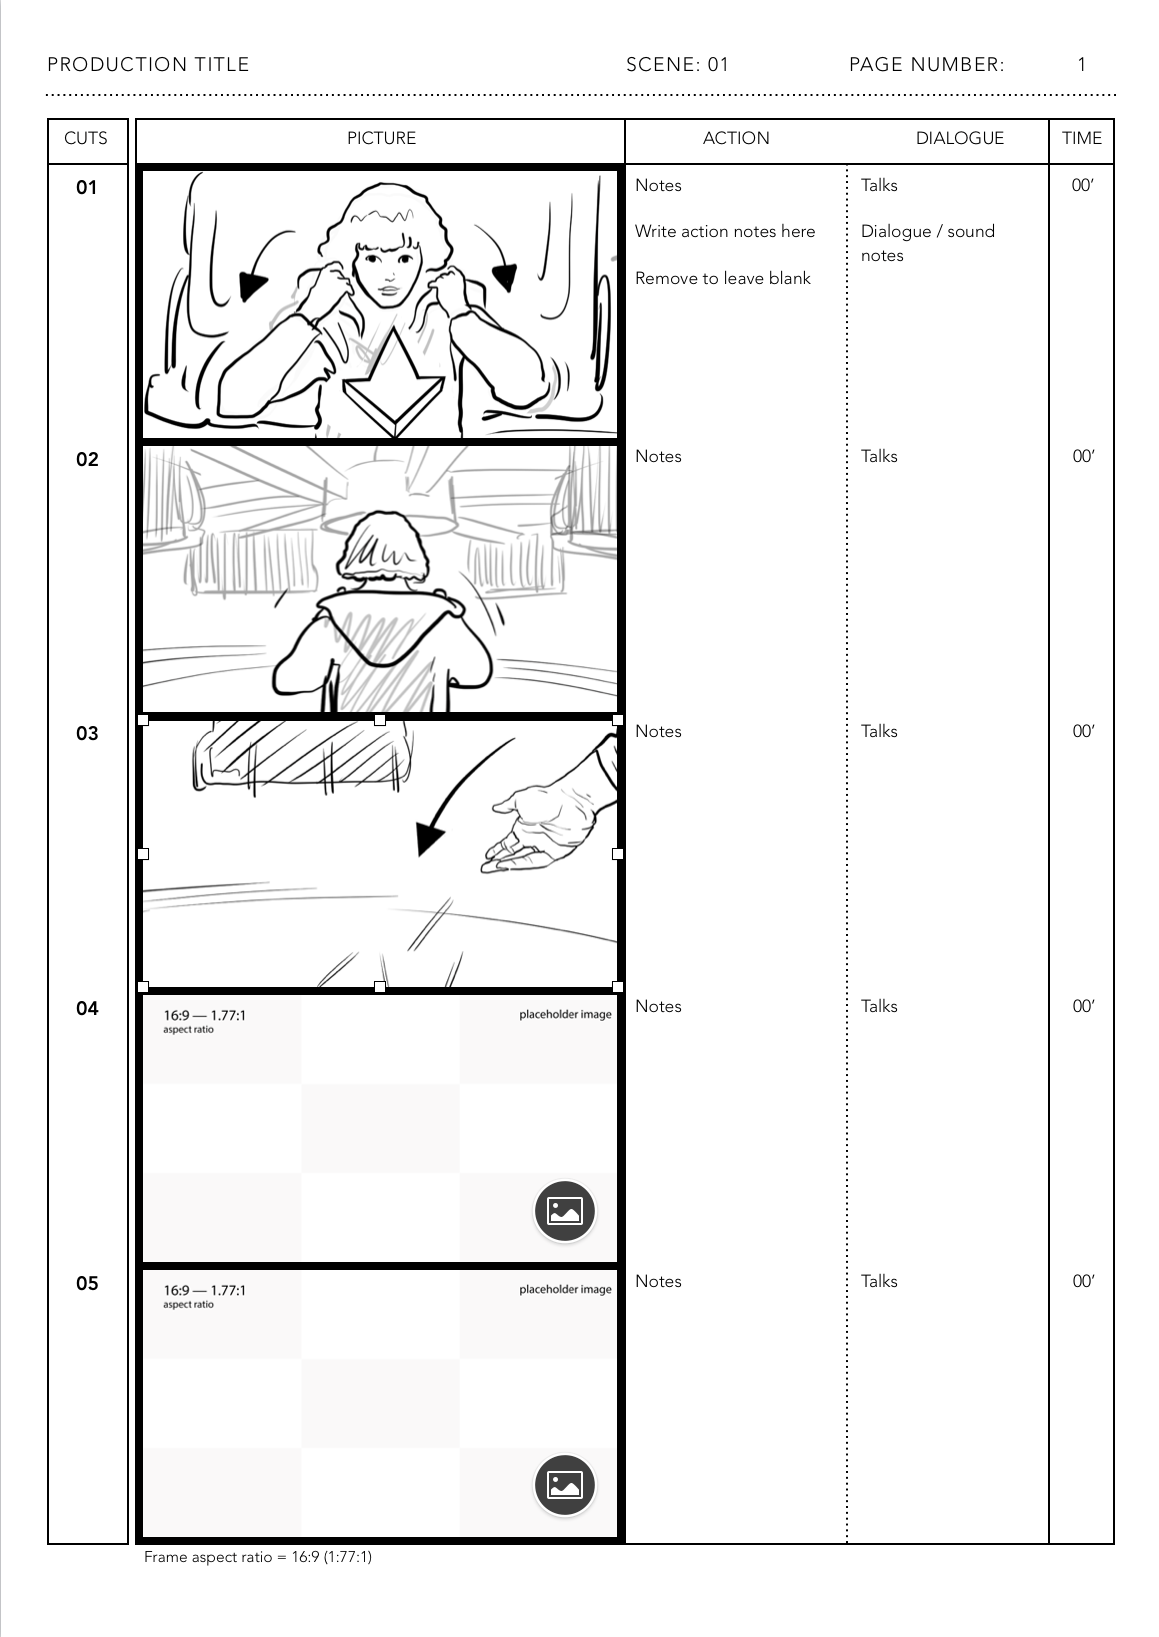 PRODUCTION TITLE
SCENE: 01
PAGE NUMBER:
1
CUTS
PICTURE
ACTION
DIALOGUE
TIME
01
Notes
Write action notes here
Remove to leave blank
Talks
Dialogue / sound
notes
00’
02
Notes
Talks
00’
03
Notes
Talks
00’
04
16:9 — 1.77:1
aspect ratio
placeholder image
Notes
Talks
00’
05
16:9 — 1.77:1
aspect ratio
placeholder image
Notes
Talks
00’
Frame aspect ratio = 16:9 (1:77:1)